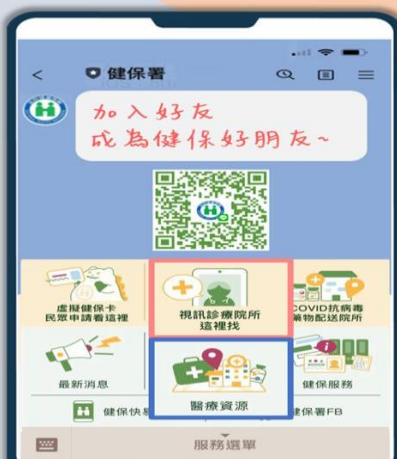 健保署
加入好友
成為健保好朋友~
虛擬健保卡
民眾申請看這裡
視訊診療院所
這裡找
COVID抗病毒
藥物配送院所
最新消息
醫療資源
健保服務
健保快
健保署FB
服務選單